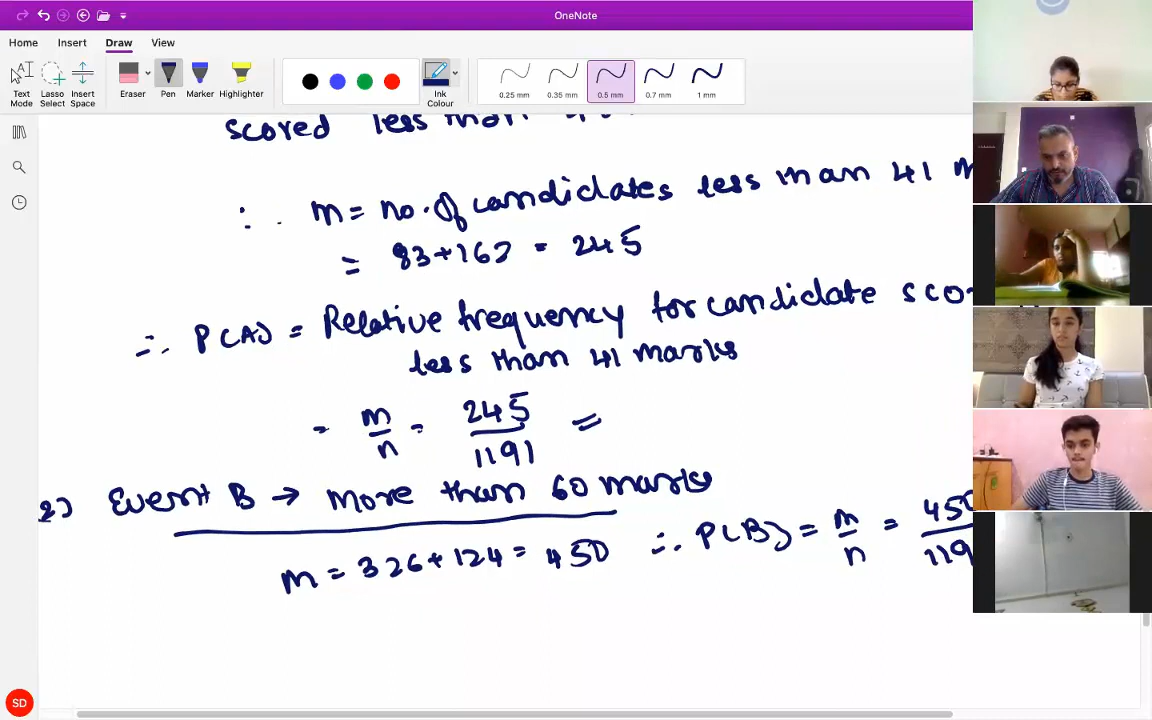 OneNote
Home Insert Draw View
Text Mode
Lasso Select
Insert Space
Eraser
Pen
Marker
Highlighter
Ink Colour
0.25 mm
0.35 mm
0.5 mm
0.7 mm
1 mm
scored less than
∴ m = no. of candidates less than 41 m
= 83+162 = 245
∴ P(A) = Relative frequency for candidate sco
less than 41 marks
= m/n = 245/1191 =
2) Event B → More than 60 marks
m = 326+124 = 450 ∴ P(B) = m/n = 450/119
SD